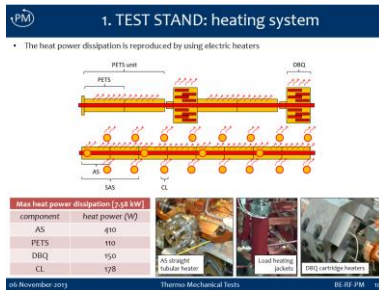 PM
1. TEST STAND: heating system
• The heat power dissipation is reproduced by using electric heaters
PETS unit
DBQ
PETS
AS
SAS
CL
Max heat power dissipation [7.58 kW]
component heat power (W)
AS 410
PETS 110
DBQ 150
CL 178
AS straight
tubular heater
Load heating
jackets
DBQ cartridge heaters
06-November-2013
Thermo-Mechanical Tests
BE-RF-PM